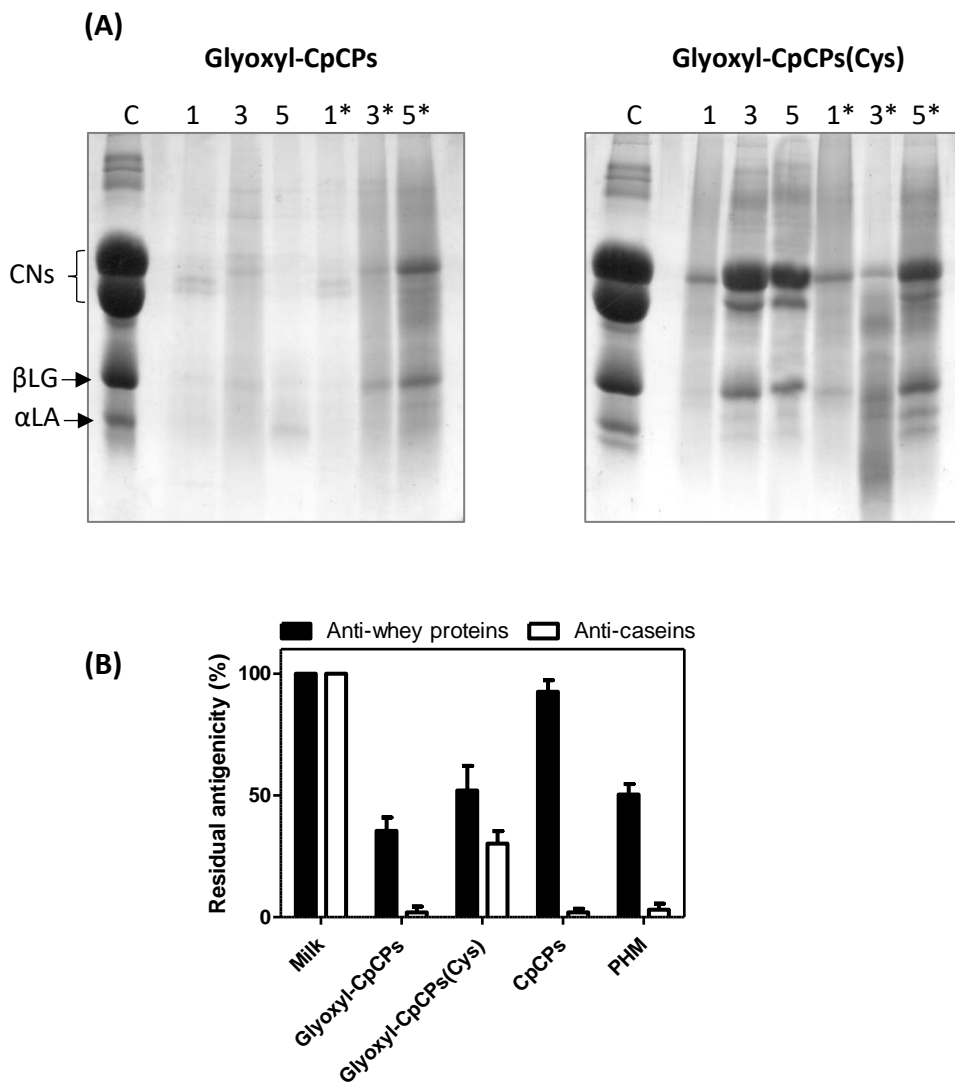 (A)
Glyoxyl-CpCPs Glyoxyl-CpCPs(Cys)
C 1 3 5 1* 3* 5* C 1 3 5 1* 3* 5*
CNs
βLG
αLA
Anti-whey proteins Anti-caseins
(B)
Residual antigenicity (%)
100
50
0
Milk
Glyoxyl-CpCPs
Glyoxyl-CpCPs(Cys)
CpCPs
PHM